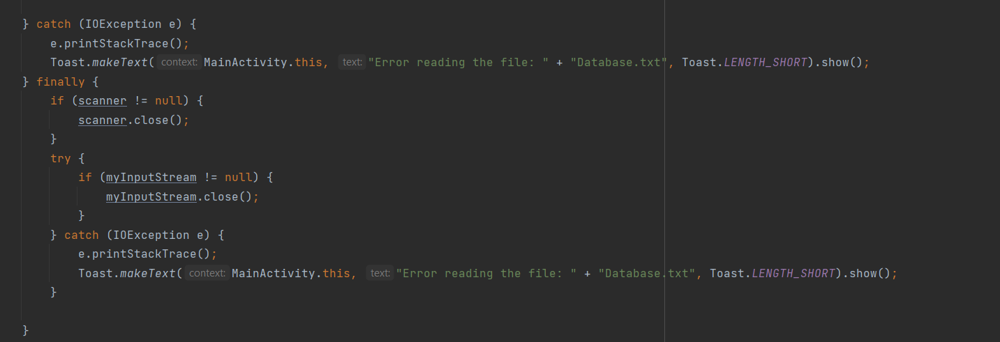 } catch (IOException e) {
e.printStackTrace();
Toast.makeText( context: MainActivity.this, text: "Error reading the file: " + "Database.txt", Toast.LENGTH_SHORT).show();
} finally {
if (scanner != null) {
scanner.close();
}
try {
if (myInputStream != null) {
myInputStream.close();
}
} catch (IOException e) {
e.printStackTrace();
Toast.makeText( context: MainActivity.this, text: "Error reading the file: " + "Database.txt", Toast.LENGTH_SHORT).show();
}
}